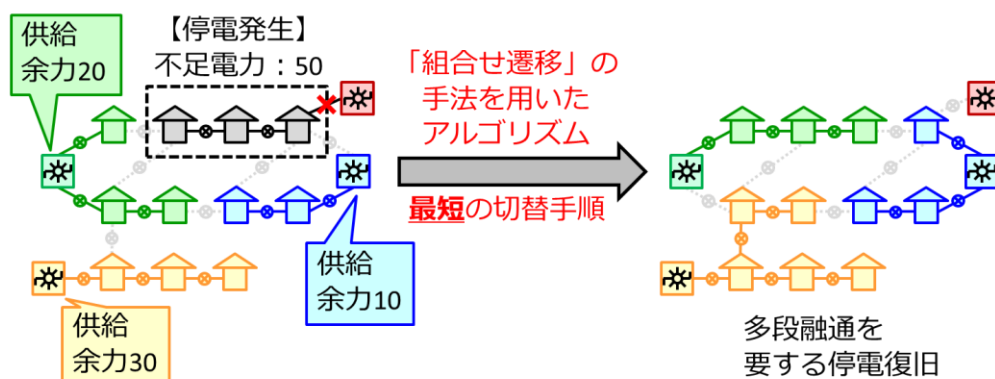 供給
余力20
【停電発生】
不足電力：50
「組合せ遷移」の
手法を用いた
アルゴリズム
最短の切替手順
供給
余力10
供給
余力30
多段融通を
要する停電復旧